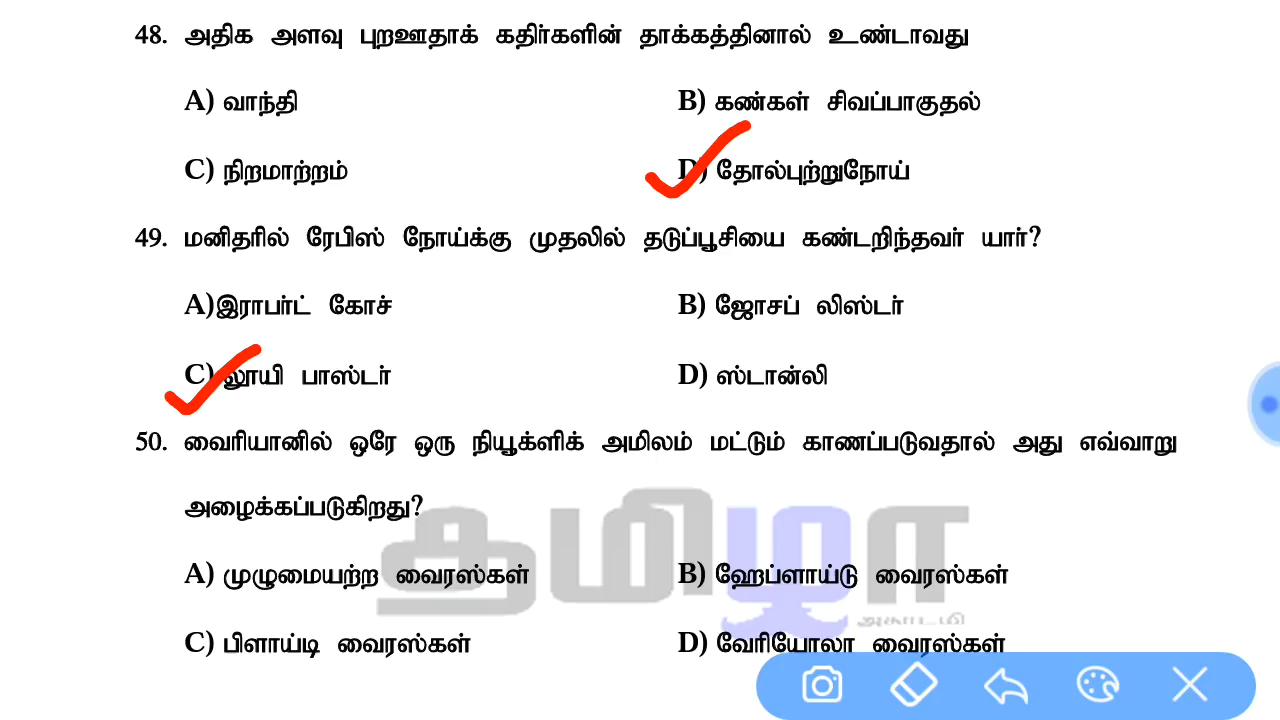 48. அதிக அளவு புறஊதாக் கதிர்களின் தாக்கத்தினால் உண்டாவது
A) வாந்தி B) கண்கள் சிவப்பாகுதல்
C) நிறமாற்றம் D) தோல்புற்றுநோய்
49. மனிதரில் ரேபிஸ் நோய்க்கு முதலில் தடுப்பூசியை கண்டறிந்தவர் யார்?
A)இராபர்ட் கோச் B) ஜோசப் லிஸ்டர்
C) லூயி பாஸ்டர் D) ஸ்டான்லி
50. வைரியானில் ஒரே ஒரு நியூக்ளிக் அமிலம் மட்டும் காணப்படுவதால் அது எவ்வாறு
அழைக்கப்படுகிறது?
தமிழா
A) முழுமையற்ற வைரஸ்கள் B) ஹேப்ளாய்டு வைரஸ்கள்
அகாடமி
C) பிளாய்டி வைரஸ்கள் D) வேரியோலா வைரஸ்கள்